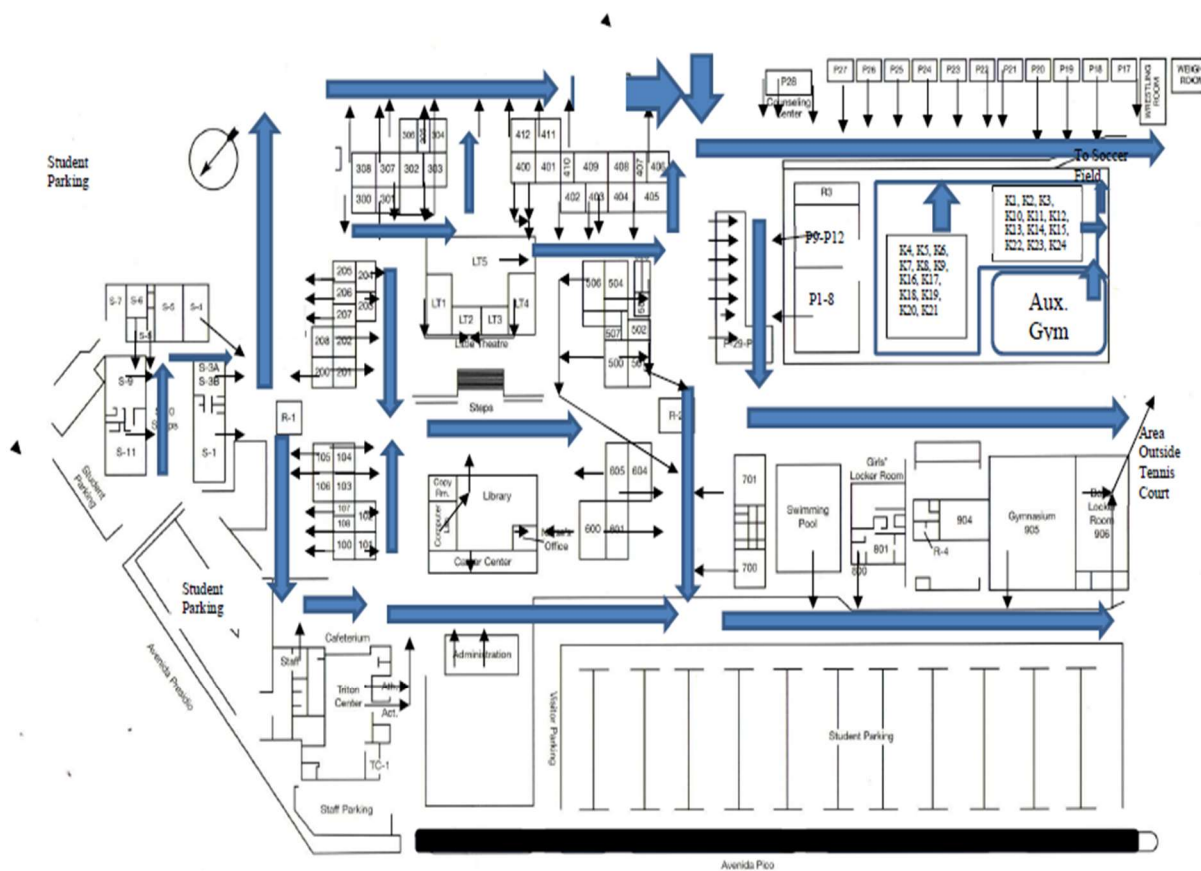 P27
P26
P25
P24
P23
P22
P21
P20
P19
P18
P17
WRESTLING
ROOM
P28
Counseling
Center
Student
Parking
306
304
412
411
308
307
302
303
400
401
410
409
408
407
406
300
301
402
403
404
405
To Soccer
Field
R3
K1, K2, K3,
K10, K11, K12,
K13, K14, K15,
K22, K23, K24
P9-P12
K4, K5, K6,
K7, K8, K9,
K16, K17,
K18, K19,
K20, K21
P1-8
Aux.
Gym
LT5
205
204
206
207
208
202
200
201
LT1
LT2
LT3
LT4
Little Theatre
506
504
507
502
500
S-7
S-6
S-5
S-4
S-9
S-3A
S-3B
S-11
S-1
Steps
R-1
Area
Outside
Tennis
Court
Student
Parking
105
104
106
103
107
100
101
Copy
Rm.
Library
Career Center
605
604
600
601
701
700
Swimming
Pool
Girls'
Locker Room
801
800
904
R-4
Gymnasium
905
Locker
Room
906
Student
Parking
Avenida Presidio
Cafeterium
Staff
Triton
Center
Ath.
Act.
TC-1
Administration
Staff Parking
Visitor Parking
Student Parking
Avenida Pico